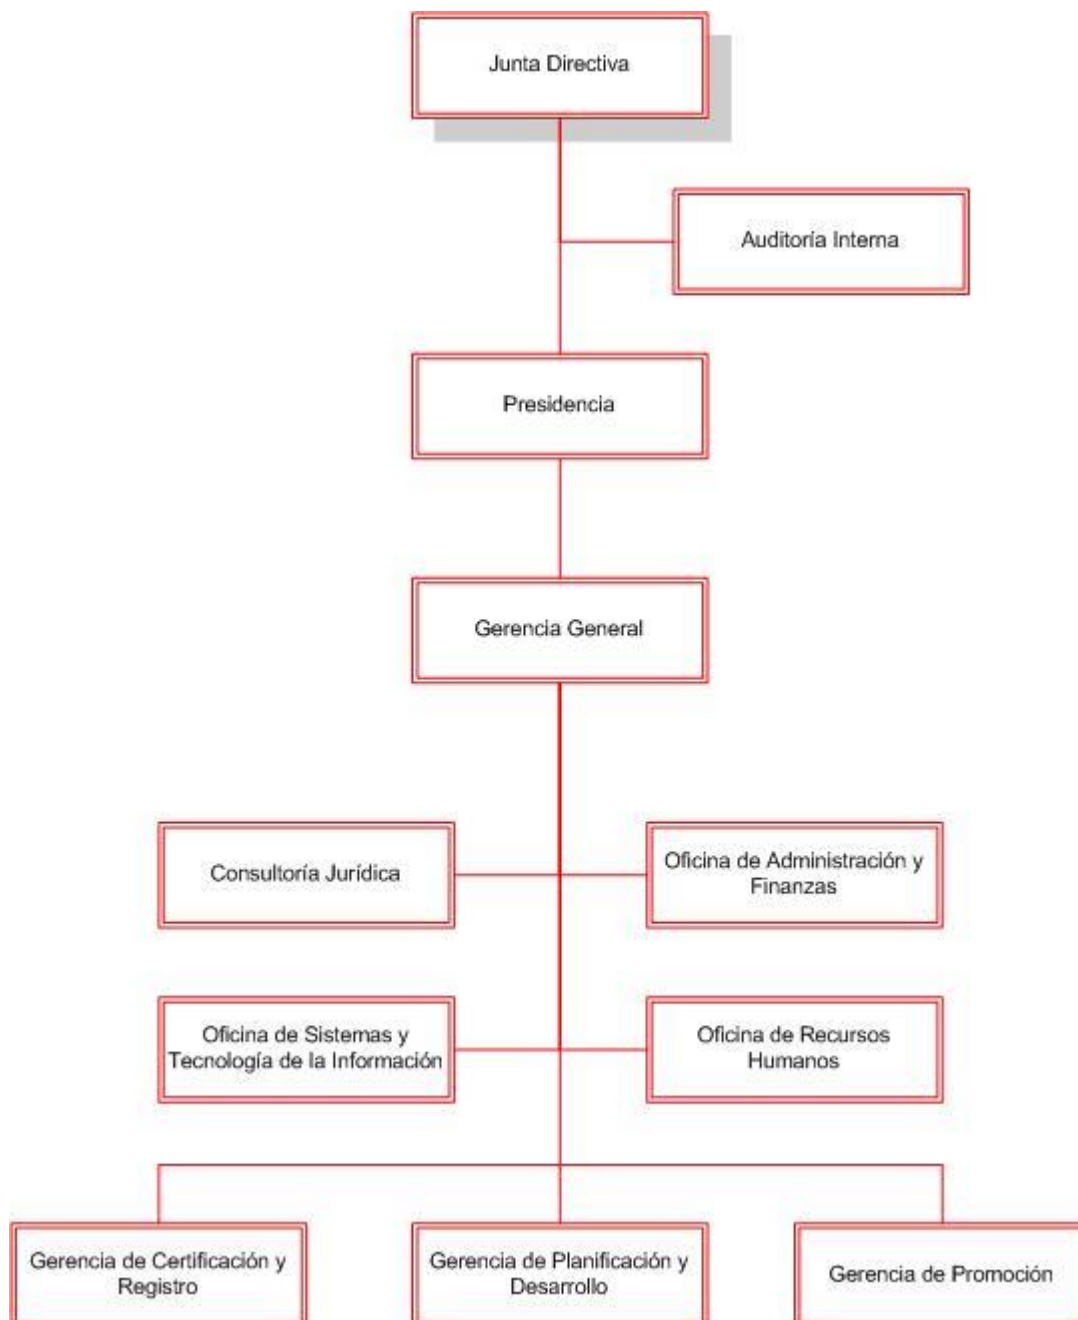 Junta Directiva
Auditoría Interna
Presidencia
Gerencia General
Consultoría Jurídica
Oficina de Administración y
Finanzas
Oficina de Sistemas y
Tecnología de la Información
Oficina de Recursos
Humanos
Gerencia de Certificación y
Registro
Gerencia de Planificación y
Desarrollo
Gerencia de Promoción